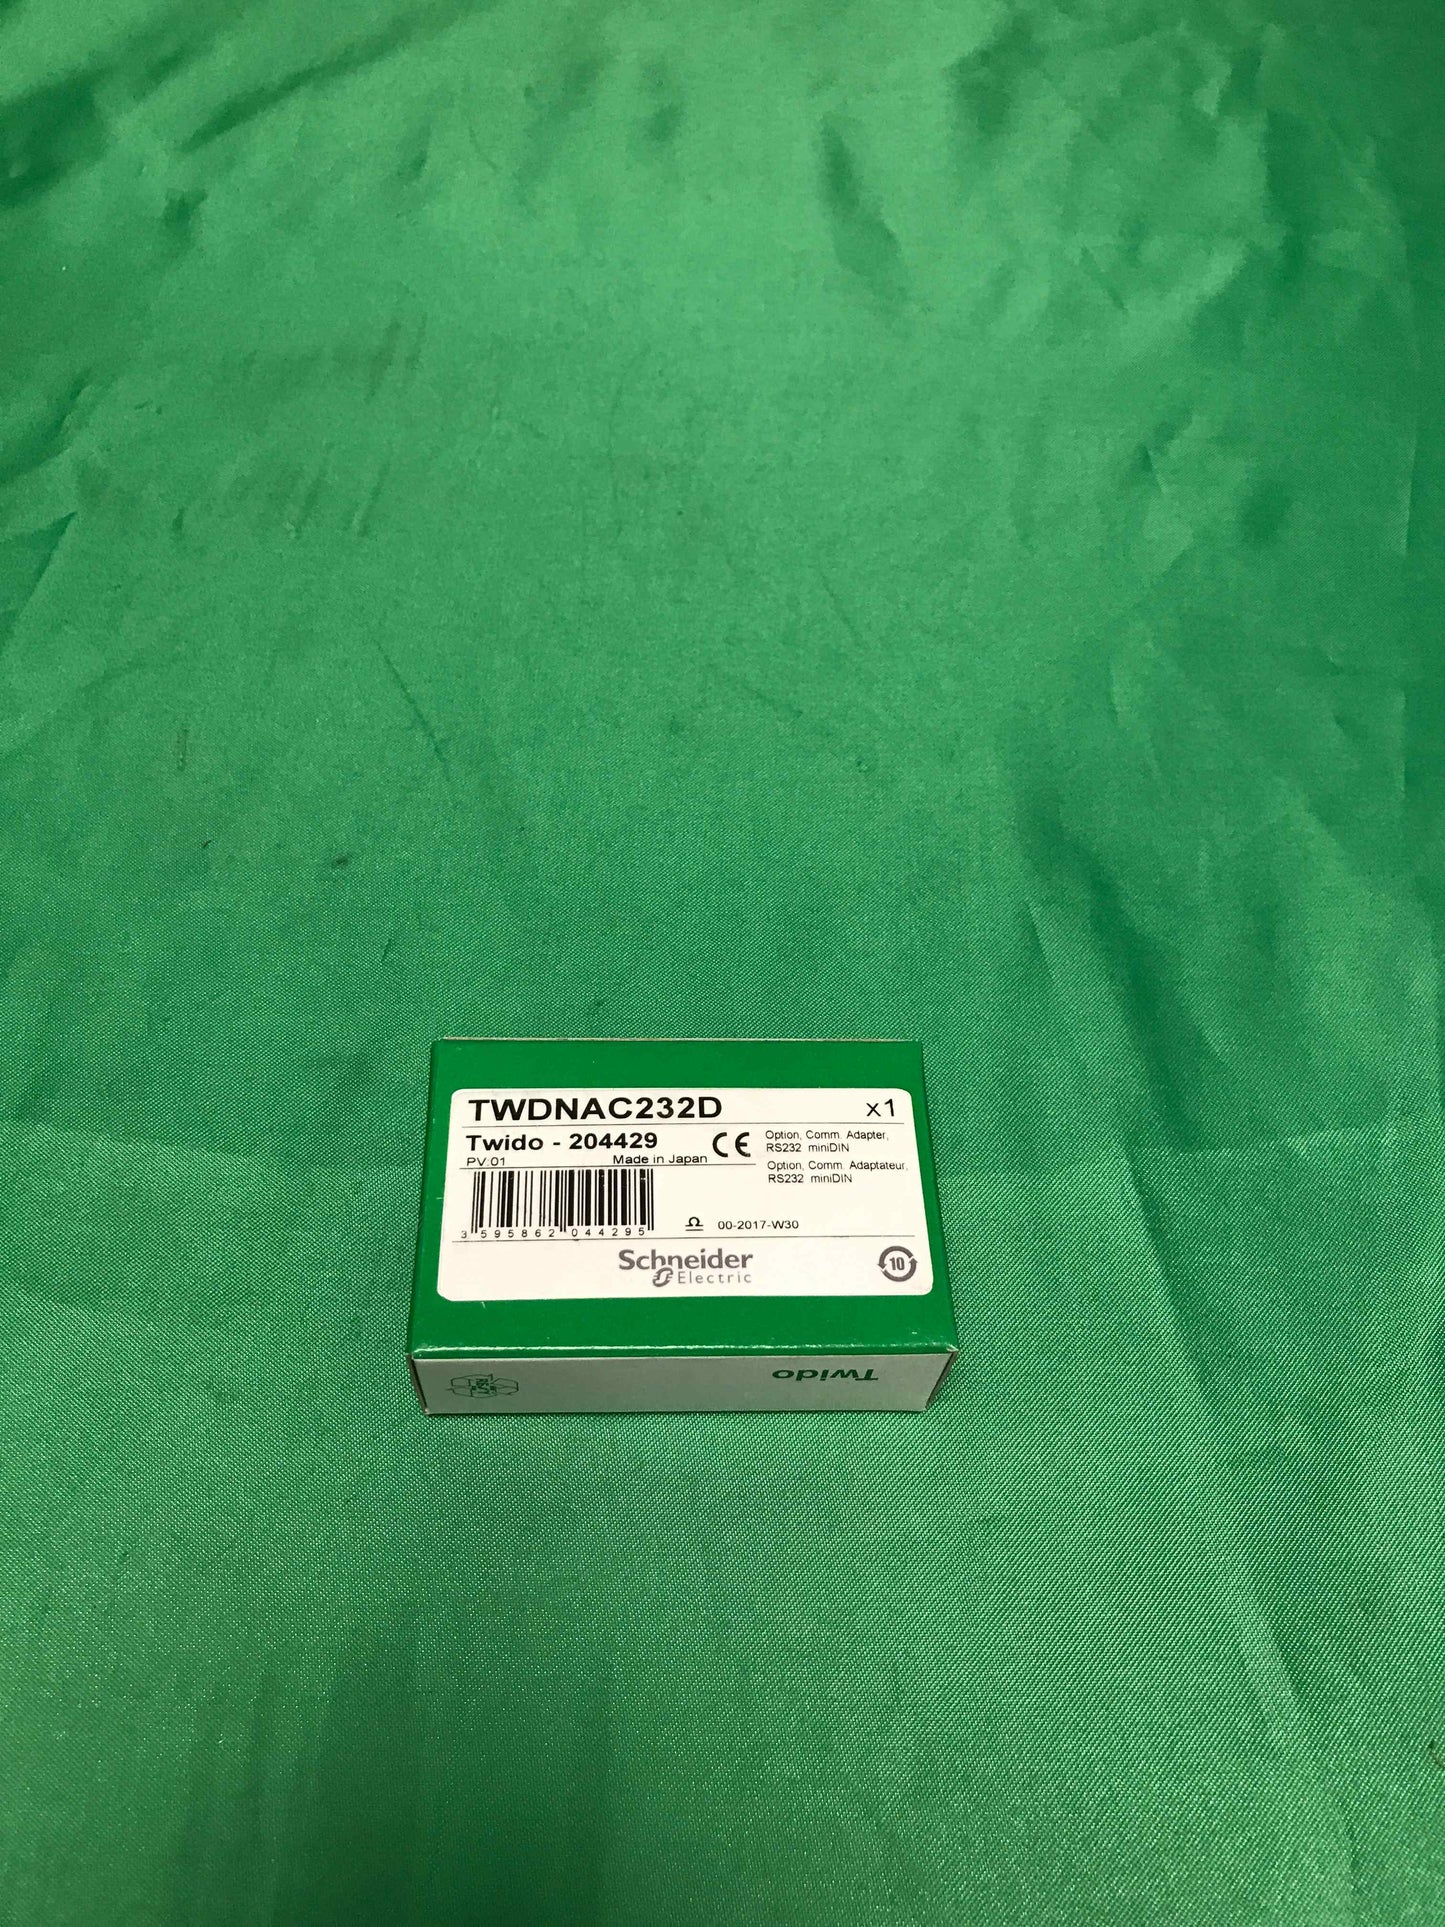 TWDNAC232D x1
Twido - 204429
PV:01 Made in Japan
CE
Option, Comm. Adapter,
RS232 miniDIN
Option, Comm. Adaptateur,
RS232 miniDIN
3 595862 044295
00-2017-W30
Schneider
Electric
10
Twido